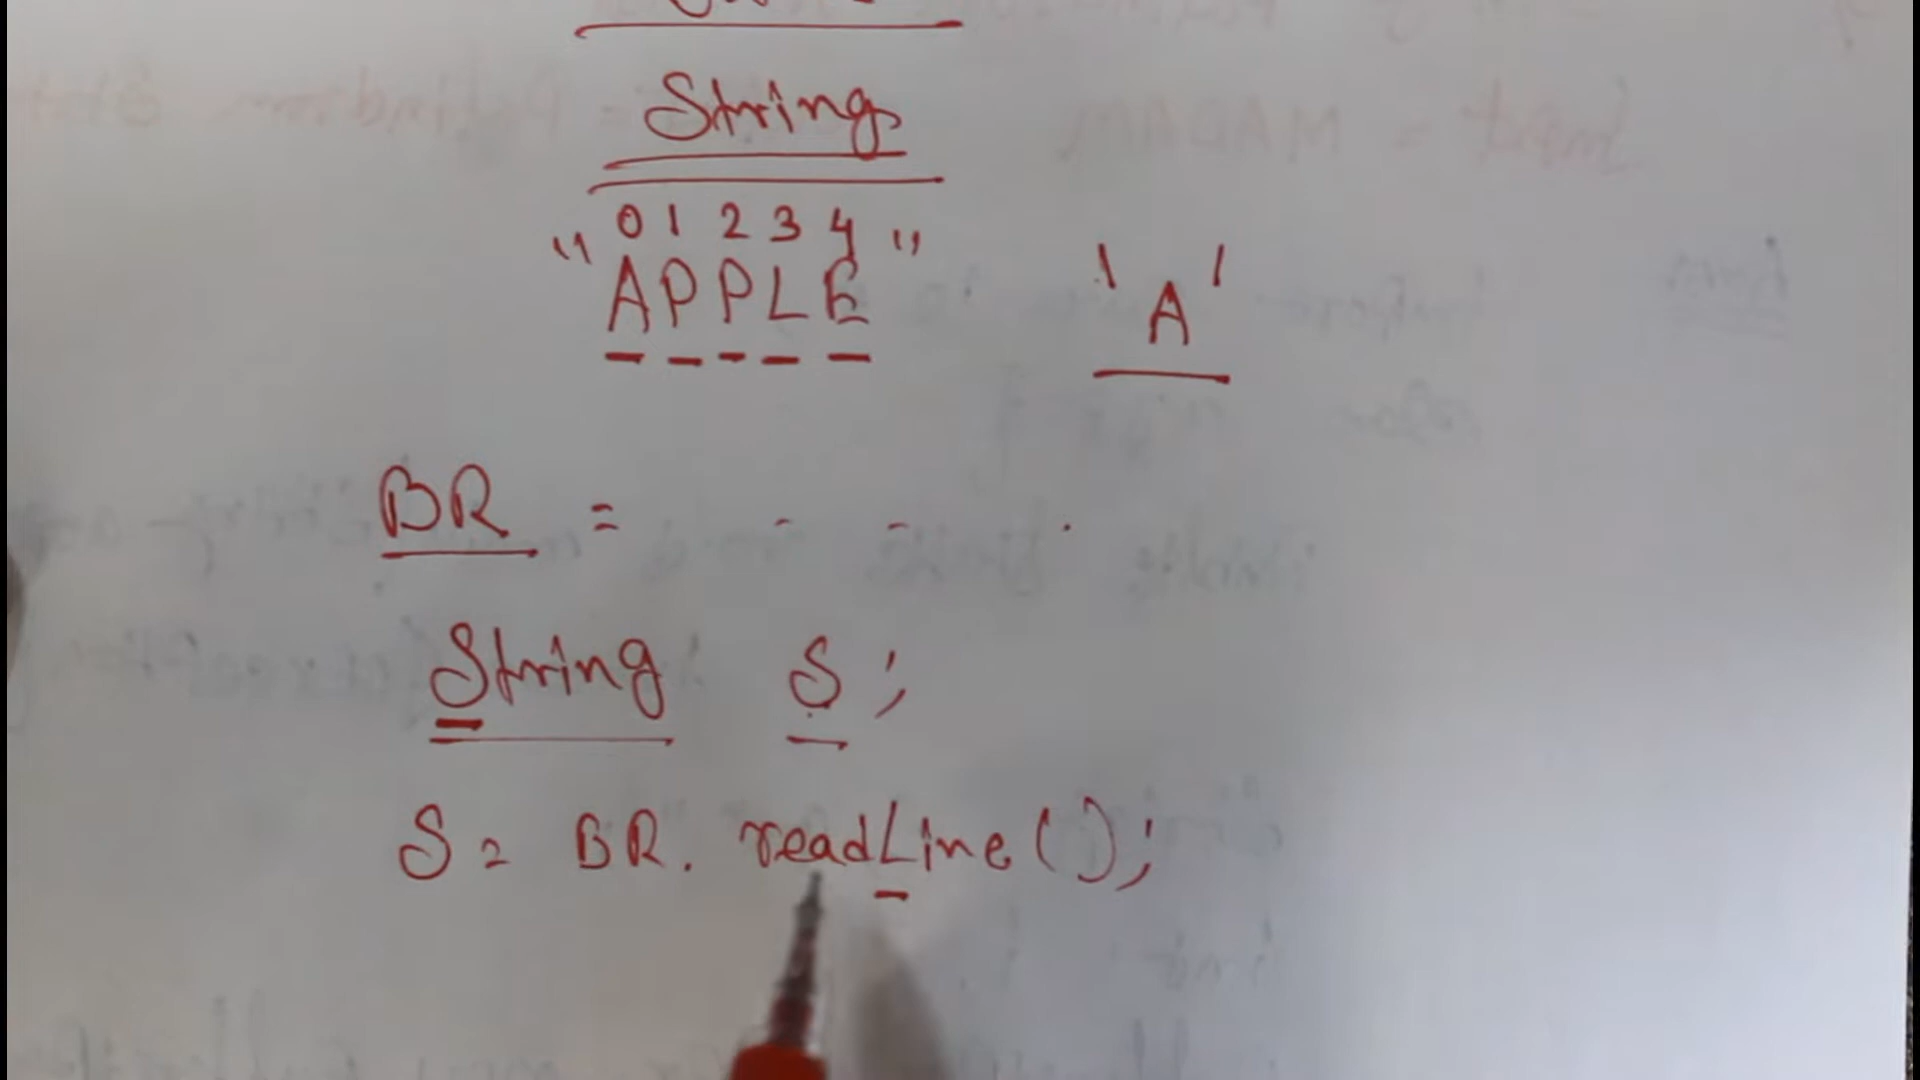 String
0 1 2 3 4
"APPLE" 'A'
BR = - - .
String S;
S = BR. readLine();